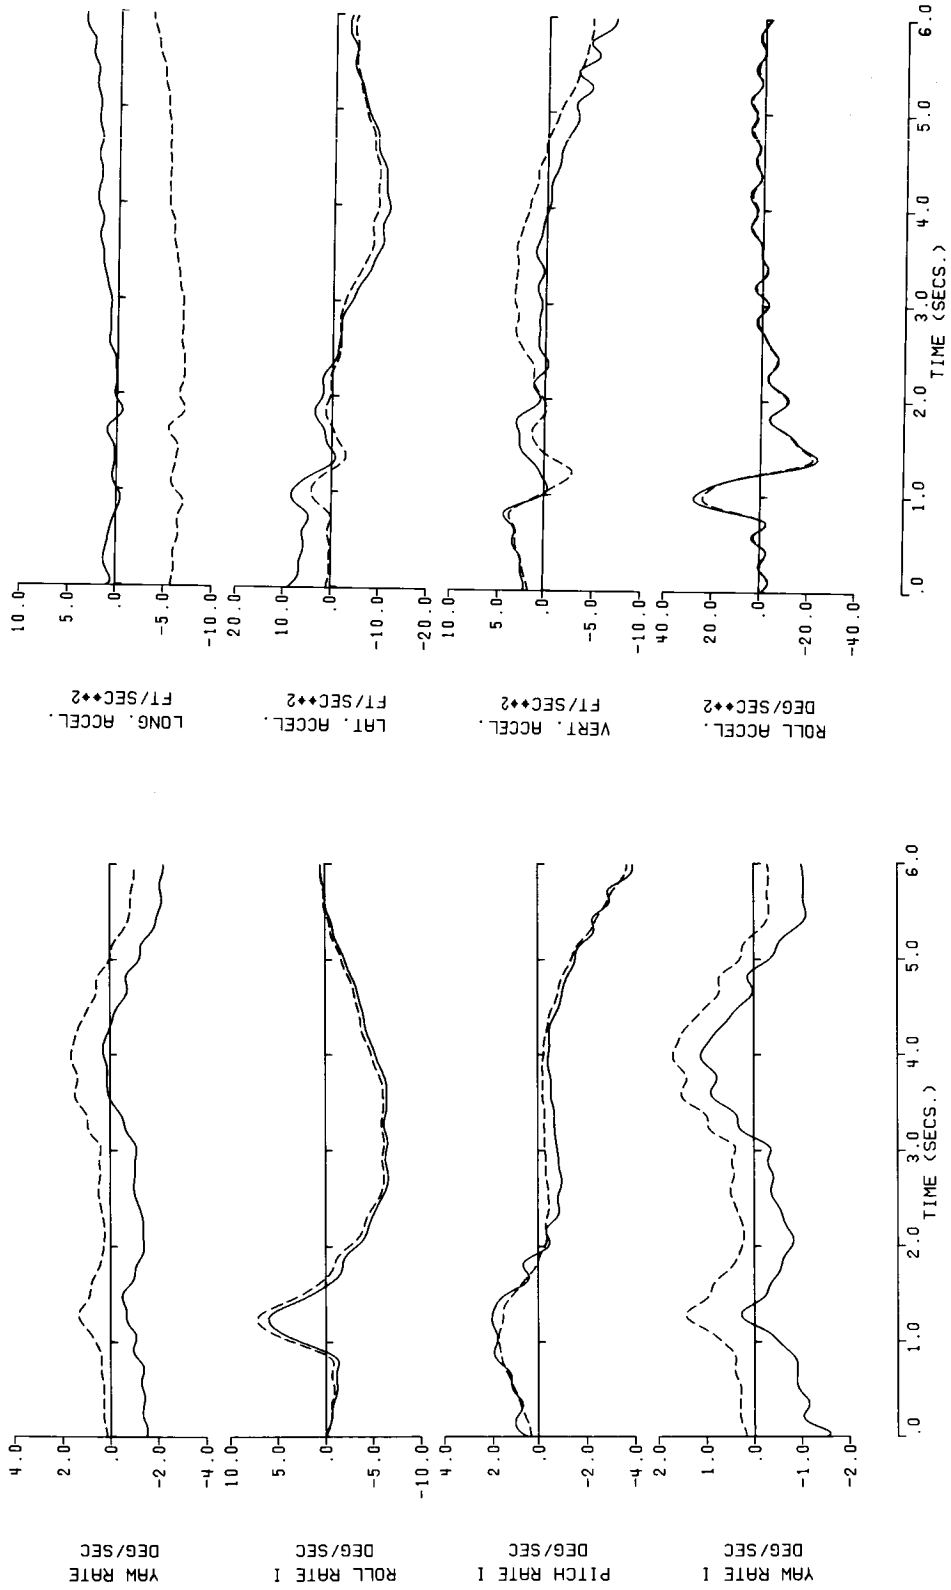 10.0
5.0
.0
-5.0
-10.0
LONG. ACCEL.
FT/SEC**2
20.0
10.0
.0
-10.0
-20.0
LAT. ACCEL.
FT/SEC**2
10.0
5.0
.0
-5.0
-10.0
VERT. ACCEL.
FT/SEC**2
40.0
20.0
.0
-20.0
-40.0
ROLL ACCEL.
DEG/SEC**2
.0 1.0 2.0 3.0 4.0 5.0 6.0
TIME (SECS.)
4.0
2.0
.0
-2.0
-4.0
YAW RATE
DEG/SEC
10.0
5.0
.0
-5.0
-10.0
ROLL RATE I
DEG/SEC
4.0
2.0
.0
-2.0
-4.0
PITCH RATE I
DEG/SEC
2.0
1.0
.0
-1.0
-2.0
YAW RATE I
DEG/SEC
.0 1.0 2.0 3.0 4.0 5.0 6.0
TIME (SECS.)